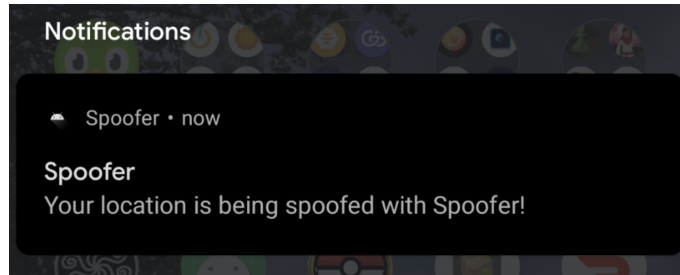 Notifications
Spoofer • now
Spoofer
Your location is being spoofed with Spoofer!